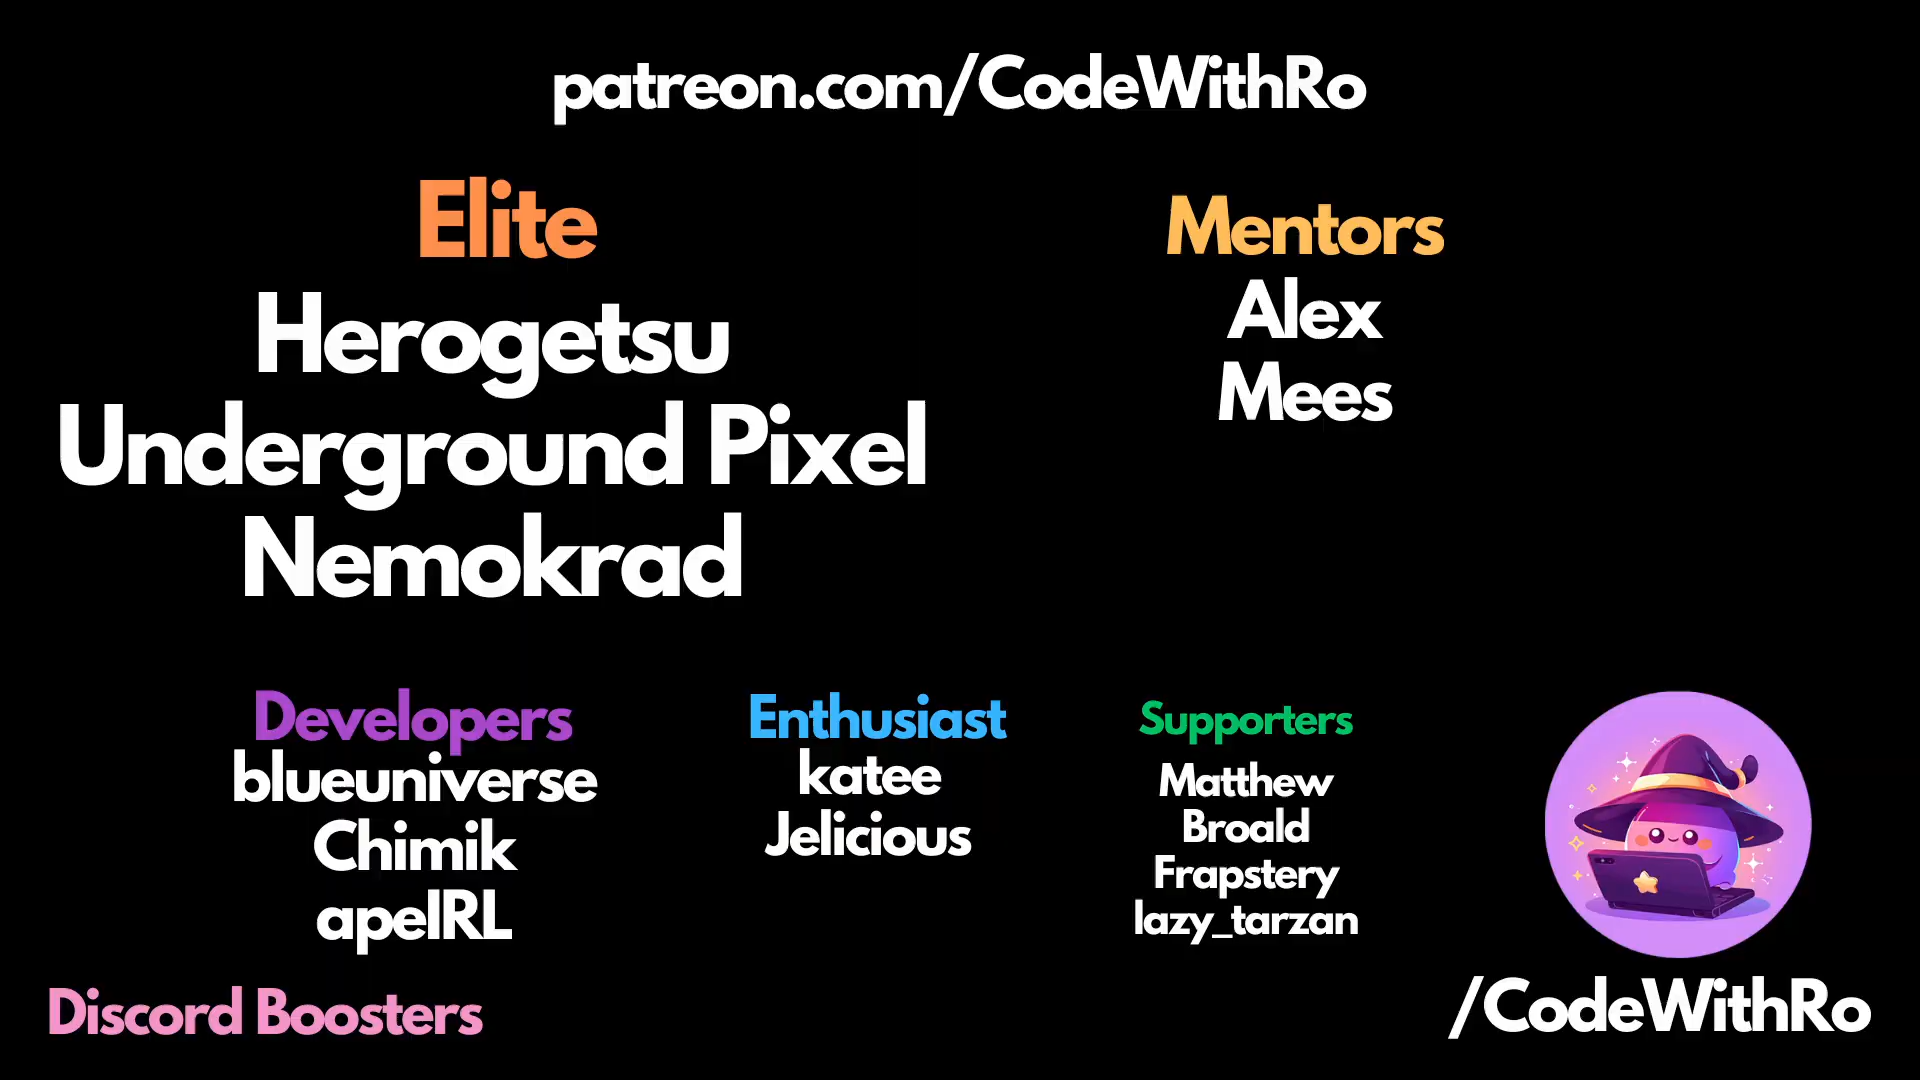 patreon.com/CodeWithRo
Elite
Herogetsu
Underground Pixel
Nemokrad
Mentors
Alex
Mees
Developers
blueuniverse
Chimik
apeIRL
Enthusiast
katee
Jelicious
Supporters
Matthew
Broald
Frapstery
lazy_tarzan
Discord Boosters
/CodeWithRo